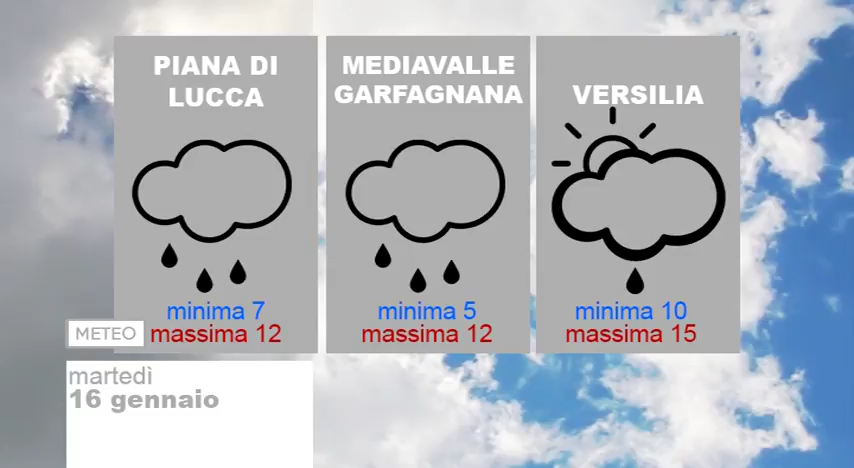 PIANA DI
LUCCA
minima 7
massima 12
MEDIAVALLE
GARFAGNANA
minima 5
massima 12
VERSILIA
minima 10
massima 15
METEO
martedì
16 gennaio